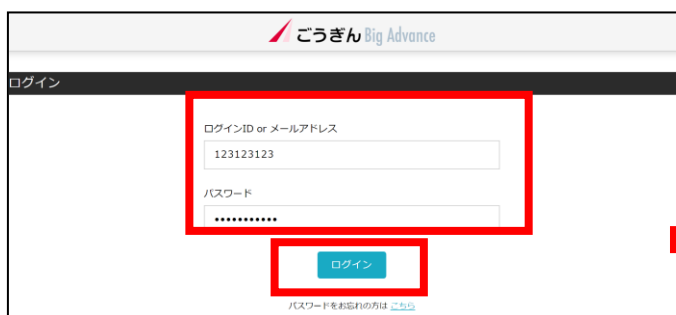 ごうぎん Big Advance
ログイン
ログインID or メールアドレス
123123123
パスワード
•••••••••••
ログイン
パスワードをお忘れの方は こちら